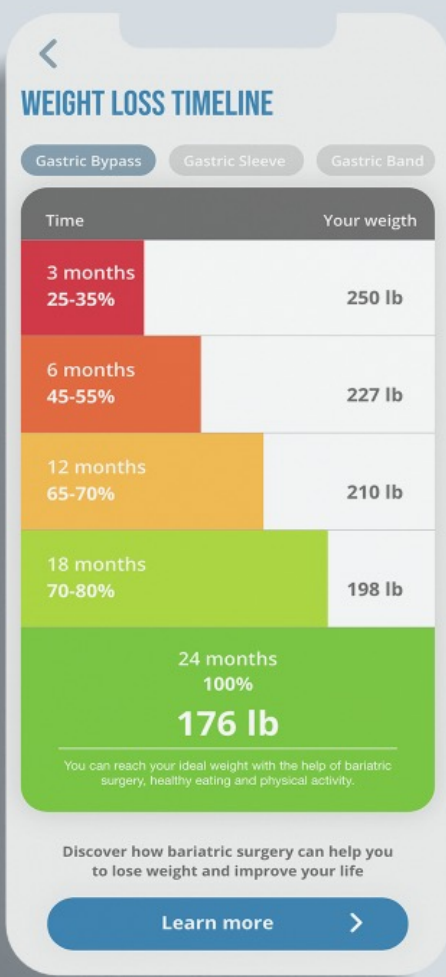 WEIGHT LOSS TIMELINE
Gastric Bypass Gastric Sleeve Gastric Band
Time Your weigth
3 months
25-35% 250 lb
6 months
45-55% 227 lb
12 months
65-70% 210 lb
18 months
70-80% 198 lb
24 months
100%
176 lb
You can reach your ideal weight with the help of bariatric
surgery, healthy eating and physical activity.
Discover how bariatric surgery can help you
to lose weight and improve your life
Learn more